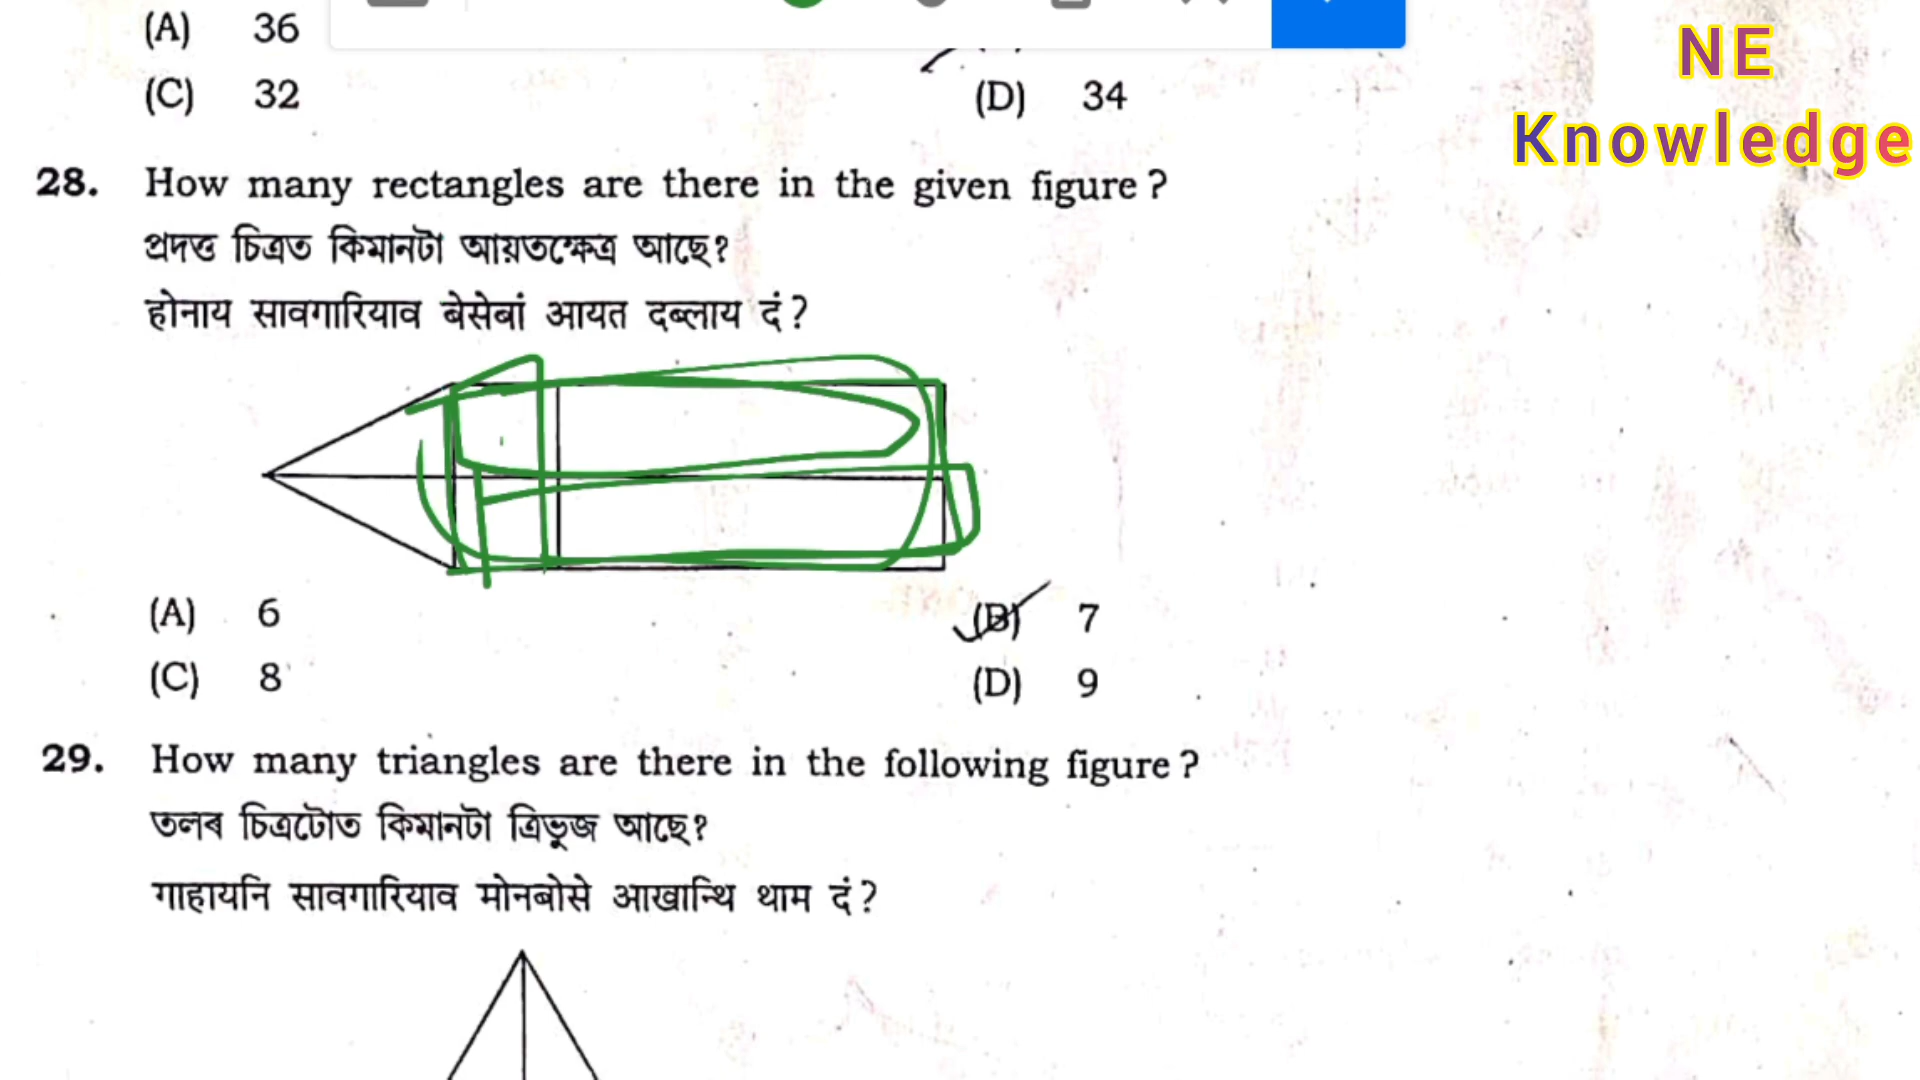 (A) 36
(C) 32
(D) 34
NE
Knowledge
28. How many rectangles are there in the given figure?
প্রদত্ত চিত্রত কিমানটা আয়তক্ষেত্ৰ আছে?
होनाय सावगारियाव बेसेबां आयत दब्लाय दं?
(A) 6
(B) 7
(C) 8
(D) 9
29. How many triangles are there in the following figure?
তলৰ চিত্ৰটোত কিমানটা ত্ৰিভুজ আছে?
गाहायनि सावगारियाव मोनबोसे आखान्थि थाम दं?